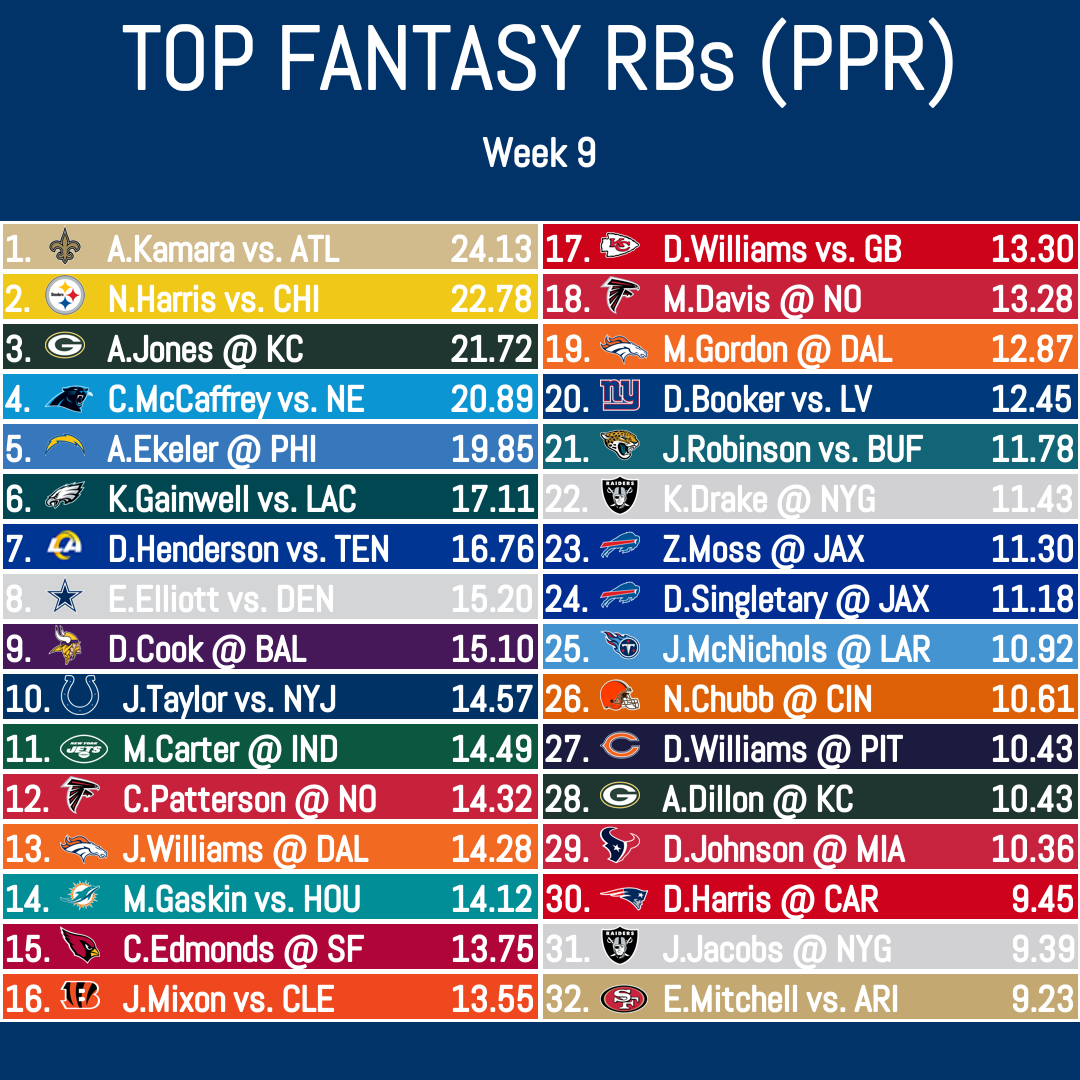 TOP FANTASY RBs (PPR)
Week 9
1. A.Kamara vs. ATL 24.13
2. N.Harris vs. CHI 22.78
3. A.Jones @ KC 21.72
4. C.McCaffrey vs. NE 20.89
5. A.Ekeler @ PHI 19.85
6. K.Gainwell vs. LAC 17.11
7. D.Henderson vs. TEN 16.76
8. E.Elliott vs. DEN 15.20
9. D.Cook @ BAL 15.10
10. J.Taylor vs. NYJ 14.57
11. M.Carter @ IND 14.49
12. C.Patterson @ NO 14.32
13. J.Williams @ DAL 14.28
14. M.Gaskin vs. HOU 14.12
15. C.Edmonds @ SF 13.75
16. J.Mixon vs. CLE 13.55
17. D.Williams vs. GB 13.30
18. M.Davis @ NO 13.28
19. M.Gordon @ DAL 12.87
20. D.Booker vs. LV 12.45
21. J.Robinson vs. BUF 11.78
22. K.Drake @ NYG 11.43
23. Z.Moss @ JAX 11.30
24. D.Singletary @ JAX 11.18
25. J.McNichols @ LAR 10.92
26. N.Chubb @ CIN 10.61
27. D.Williams @ PIT 10.43
28. A.Dillon @ KC 10.43
29. D.Johnson @ MIA 10.36
30. D.Harris @ CAR 9.45
31. J.Jacobs @ NYG 9.39
32. E.Mitchell vs. ARI 9.23